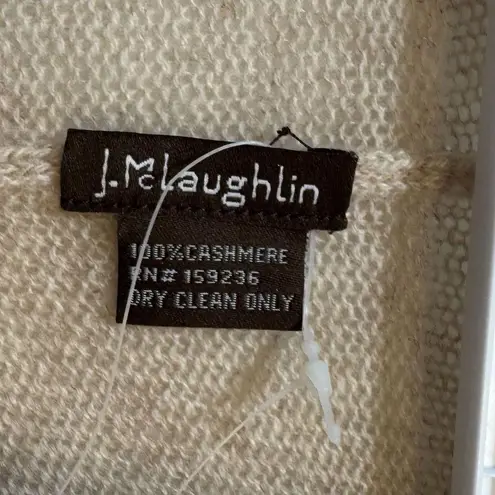 J.McLaughlin
100%CASHMERE
RN# 159236
DRY CLEAN ONLY